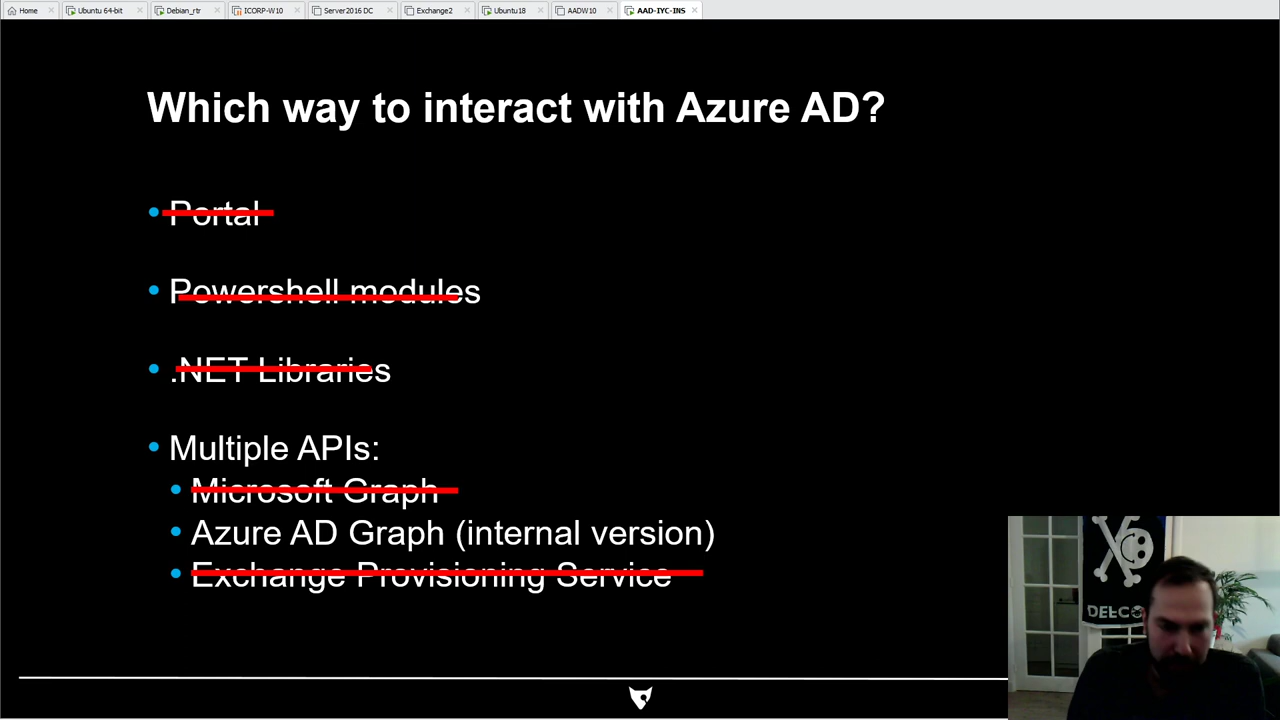 Home
Ubuntu 64-bit
Debian_rtr
ICORP-W10
Server2016 DC
Exchange2
Ubuntu18
AADW10
AAD-IYC-INS
Which way to interact with Azure AD?
Portal
Powershell modules
.NET Libraries
Multiple APIs:
Microsoft Graph
Azure AD Graph (internal version)
Exchange Provisioning Service
DEFCO